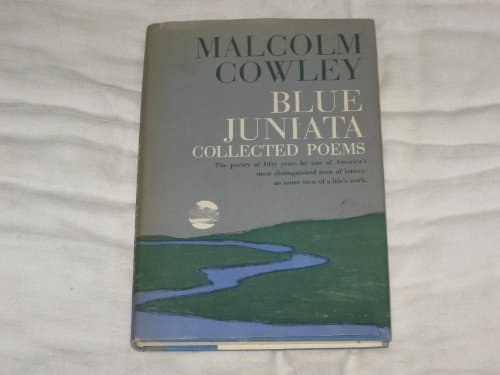 MALCOLM
COWLEY
BLUE
JUNIATA
COLLECTED POEMS
The poetry of fifty years by one of America's
most distinguished men of letters:
an inner view of a life's work.